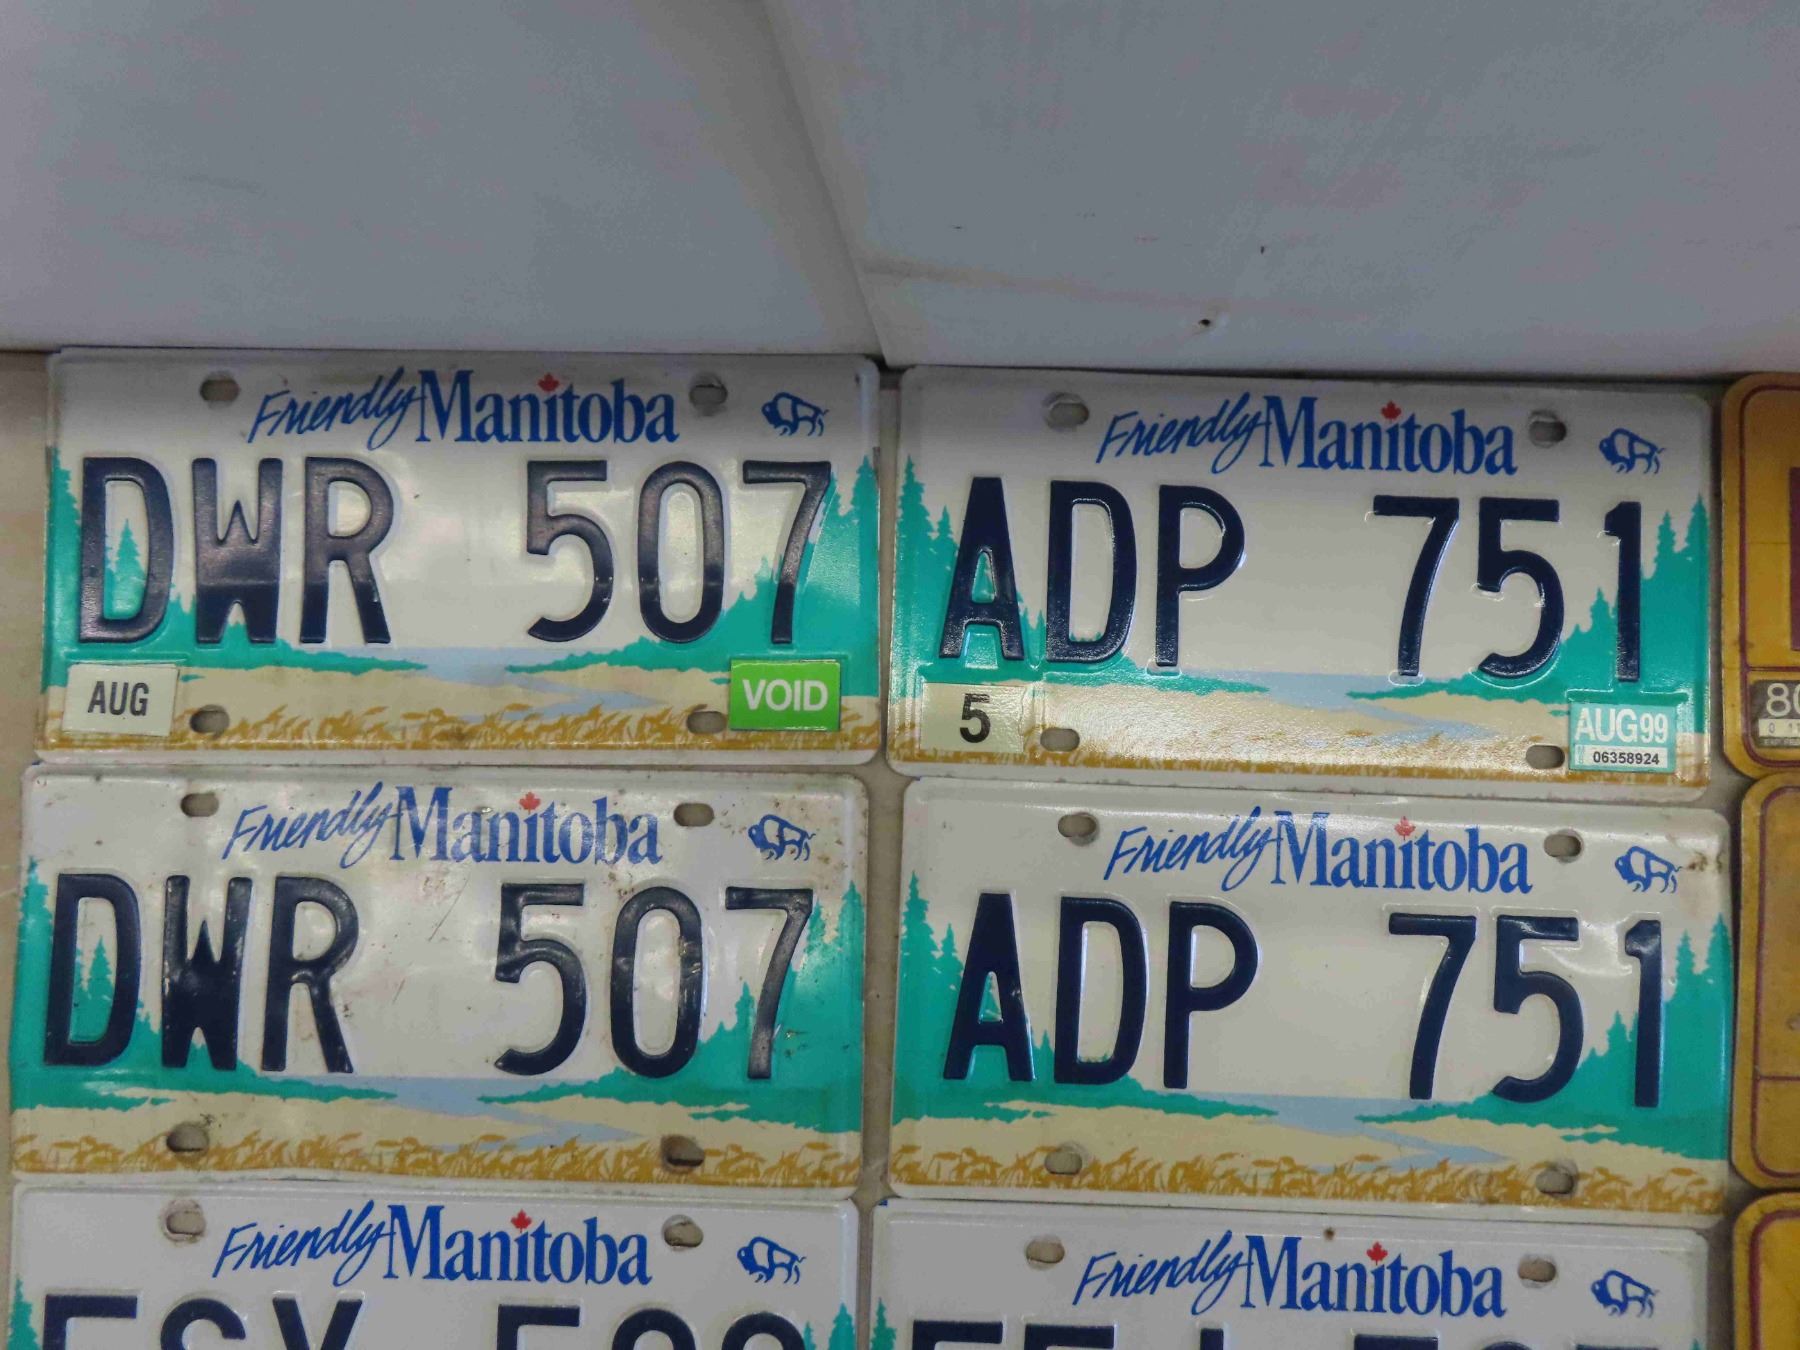 Friendly Manitoba
DWR 507
AUG
VOID
Friendly Manitoba
ADP 751
5
AUG99
06358924
80
Friendly Manitoba
DWR 507
Friendly Manitoba
ADP 751
Friendly Manitoba
Friendly Manitoba